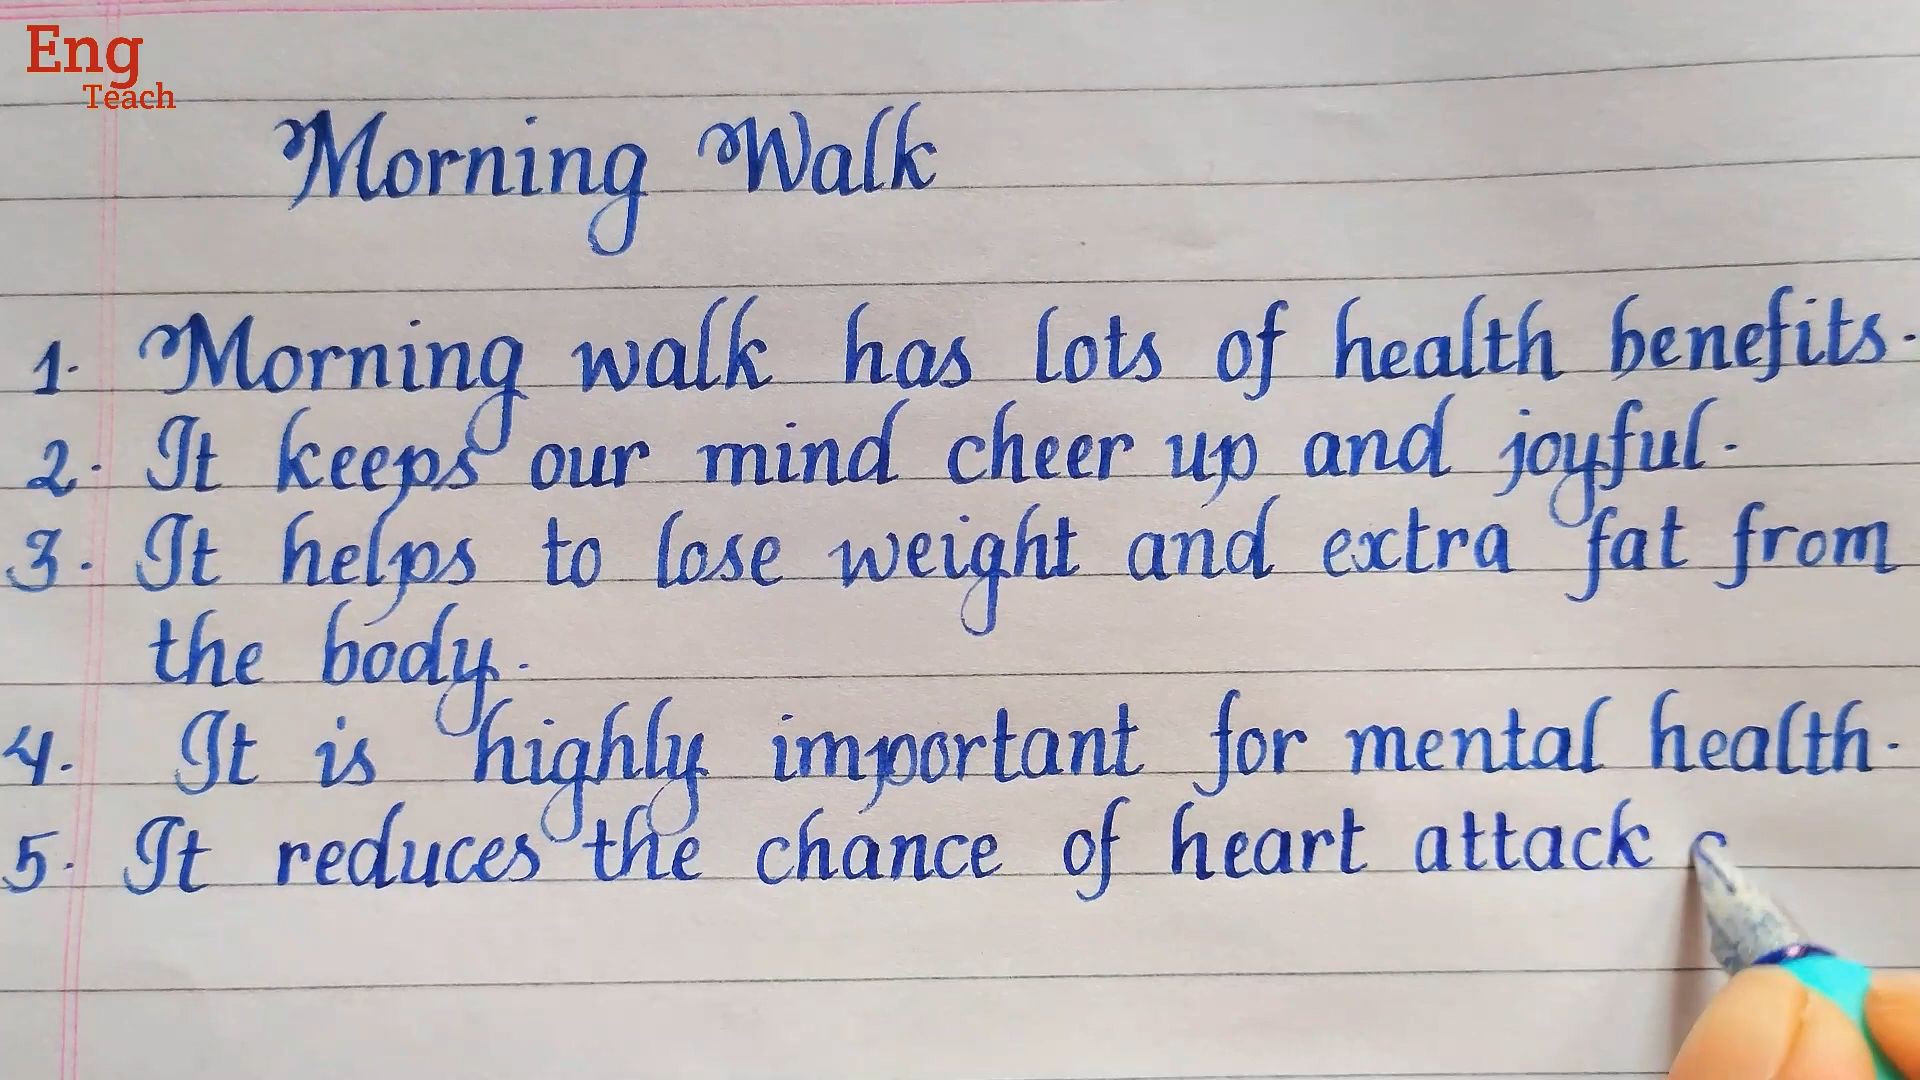 Eng
Teach
Morning Walk
1. Morning walk has lots of health benefits.
2. It keeps our mind cheer up and joyful.
3. It helps to lose weight and extra fat from
the body.
4. It is highly important for mental health.
5. It reduces the chance of heart attack